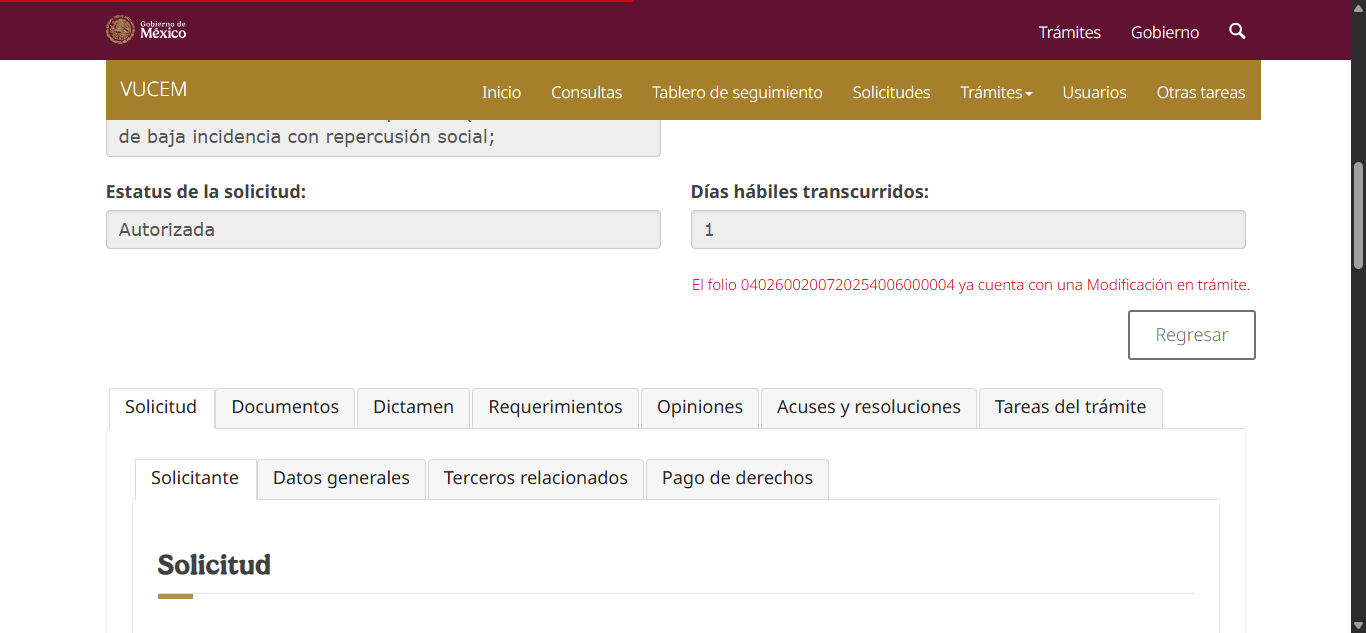 Gobierno de
México
Trámites
Gobierno
VUCEM
Inicio
Consultas
Tablero de seguimiento
Solicitudes
Trámites
Usuarios
Otras tareas
de baja incidencia con repercusión social;
Estatus de la solicitud:
Días hábiles transcurridos:
Autorizada
1
El folio 0402600200720254006000004 ya cuenta con una Modificación en trámite.
Regresar
Solicitud
Documentos
Dictamen
Requerimientos
Opiniones
Acuses y resoluciones
Tareas del trámite
Solicitante
Datos generales
Terceros relacionados
Pago de derechos
Solicitud